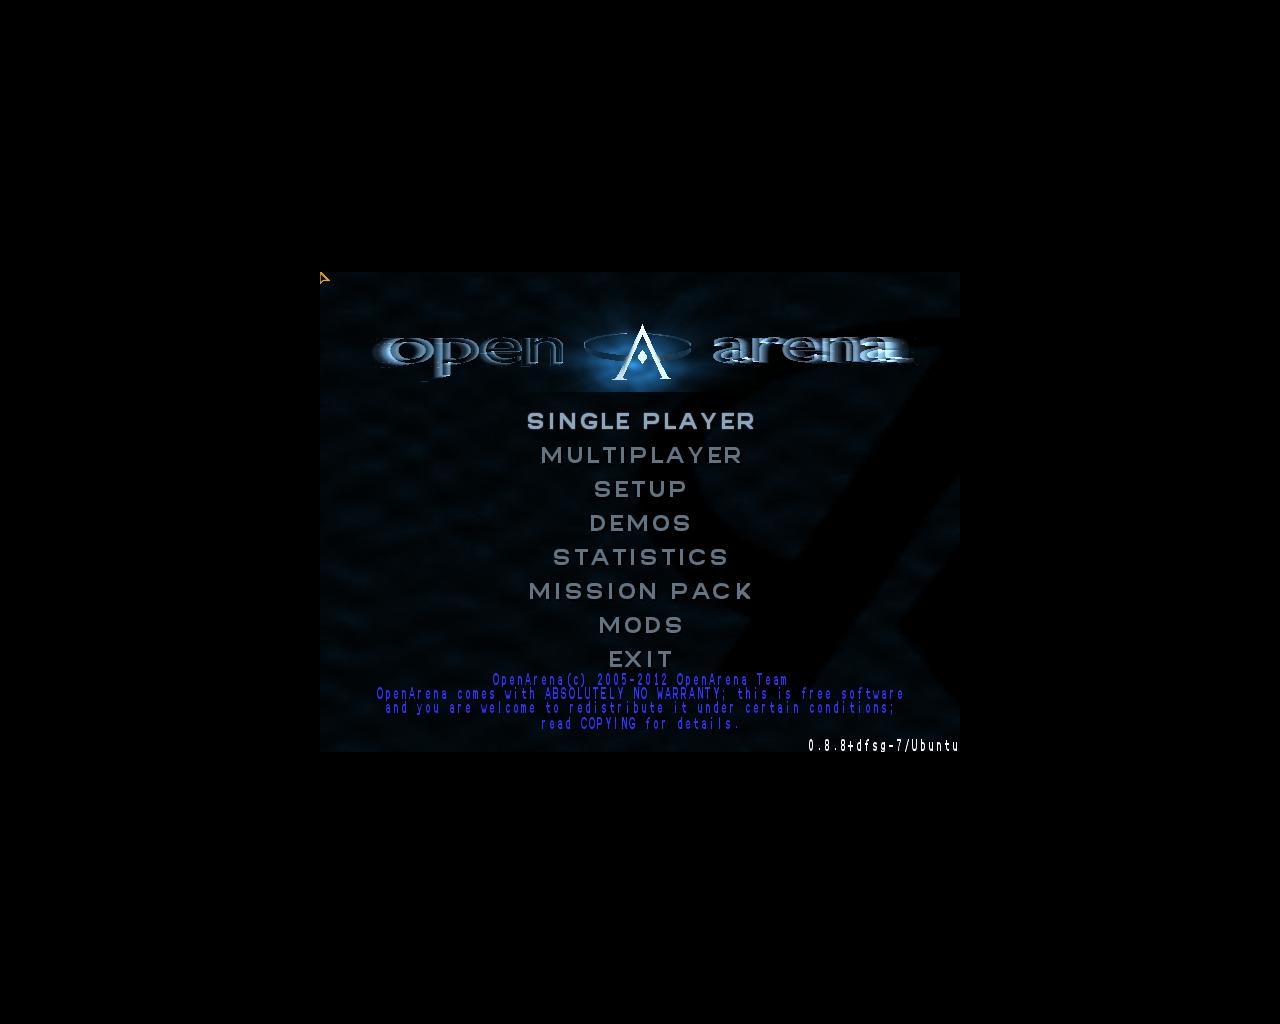 open arena
SINGLE PLAYER
MULTIPLAYER
SETUP
DEMOS
STATISTICS
MISSION PACK
MODS
EXIT
OpenArena(c) 2005-2012 OpenArena Team
OpenArena comes with ABSOLUTELY NO WARRANTY; this is free software
and you are welcome to redistribute it under certain conditions;
read COPYING for details.
0.8.8+dfsg-7/Ubuntu